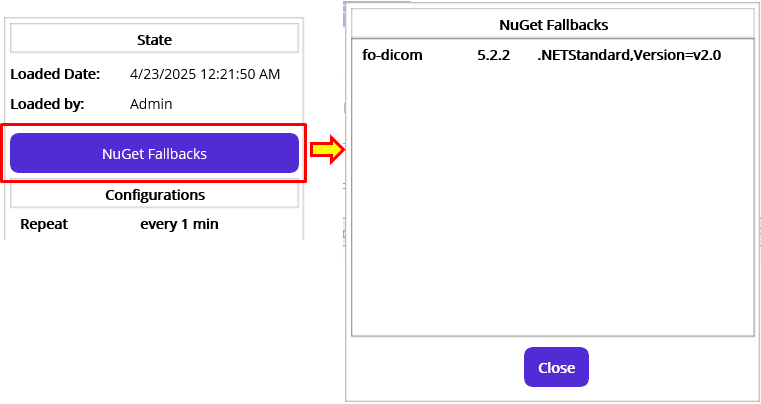 State
Loaded Date: 4/23/2025 12:21:50 AM
Loaded by: Admin
NuGet Fallbacks
Configurations
Repeat every 1 min
NuGet Fallbacks
fo-dicom 5.2.2 .NETStandard,Version=v2.0
Close